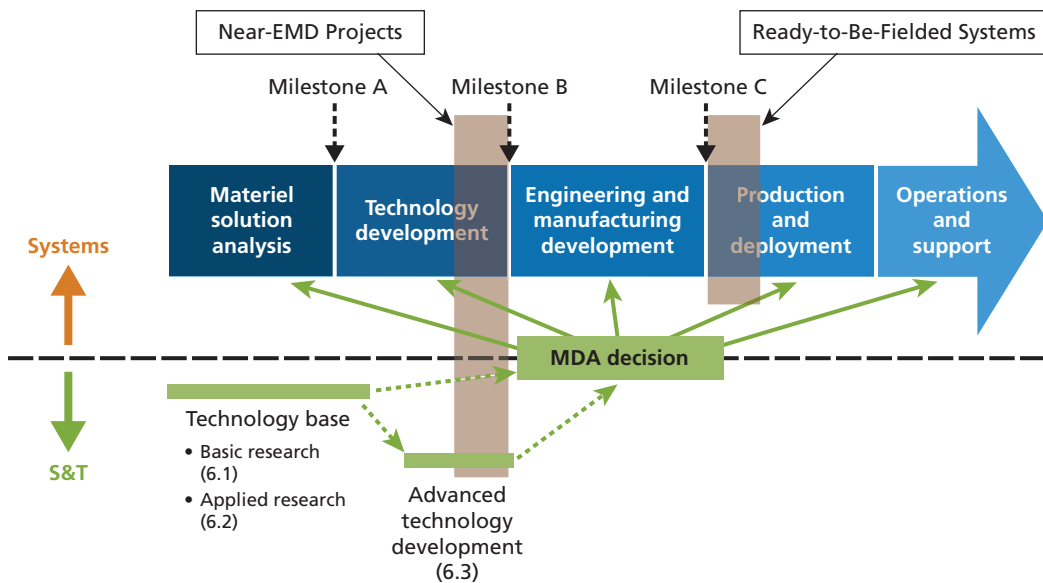 Near-EMD Projects
Ready-to-Be-Fielded Systems
Milestone A
Milestone B
Milestone C
Materiel
solution
analysis
Technology
development
Engineering and
manufacturing
development
Production
and
deployment
Operations
and
support
Systems
MDA decision
S&T
Technology base
• Basic research
(6.1)
• Applied research
(6.2)
Advanced
technology
development
(6.3)